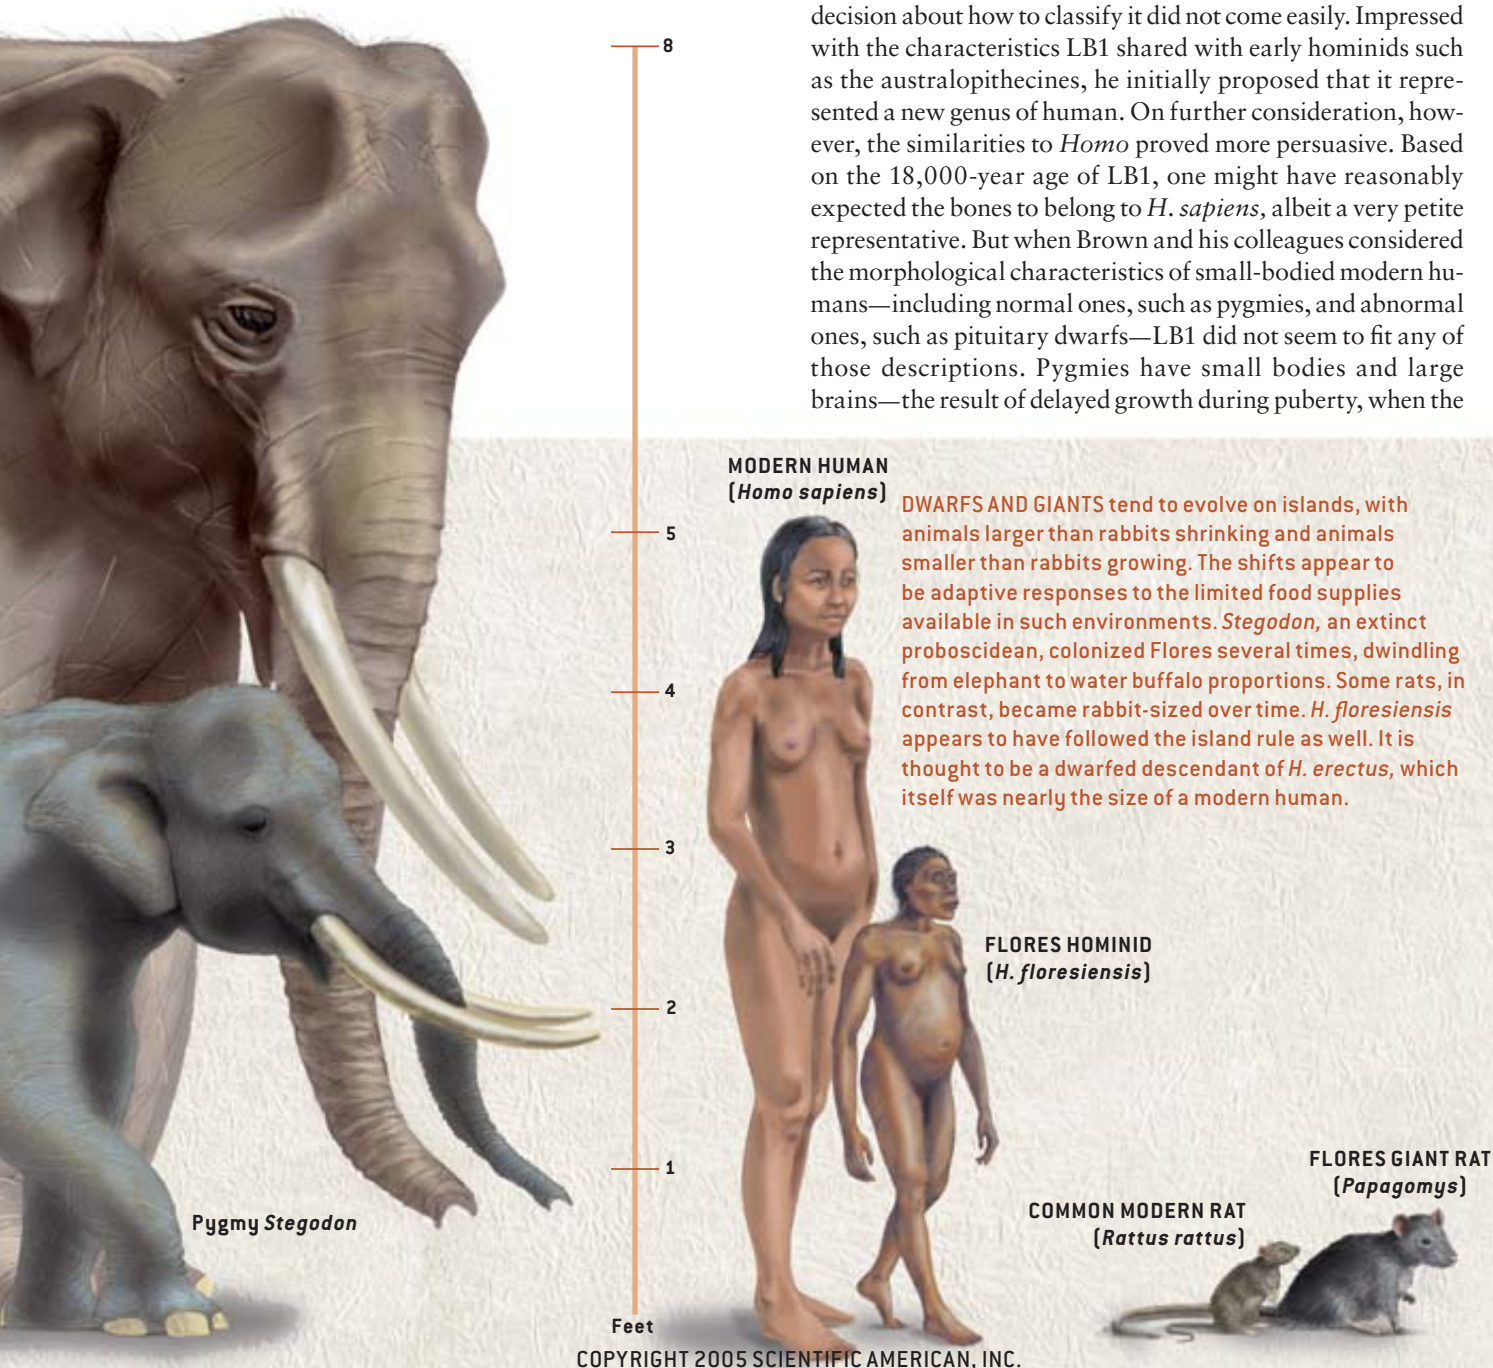 decision about how to classify it did not come easily. Impressed
with the characteristics LB1 shared with early hominids such
as the australopithecines, he initially proposed that it repre-
sented a new genus of human. On further consideration, how-
ever, the similarities to Homo proved more persuasive. Based
on the 18,000-year age of LB1, one might have reasonably
expected the bones to belong to H. sapiens, albeit a very petite
representative. But when Brown and his colleagues considered
the morphological characteristics of small-bodied modern hu-
mans—including normal ones, such as pygmies, and abnormal
ones, such as pituitary dwarfs—LB1 did not seem to fit any of
those descriptions. Pygmies have small bodies and large
brains—the result of delayed growth during puberty, when the
8
5
4
3
2
1
Feet
MODERN HUMAN
(Homo sapiens)
DWARFS AND GIANTS tend to evolve on islands, with
animals larger than rabbits shrinking and animals
smaller than rabbits growing. The shifts appear to
be adaptive responses to the limited food supplies
available in such environments. Stegodon, an extinct
proboscidean, colonized Flores several times, dwindling
from elephant to water buffalo proportions. Some rats, in
contrast, became rabbit-sized over time. H. floresiensis
appears to have followed the island rule as well. It is
thought to be a dwarfed descendant of H. erectus, which
itself was nearly the size of a modern human.
FLORES HOMINID
(H. floresiensis)
FLORES GIANT RAT
(Papagomys)
COMMON MODERN RAT
(Rattus rattus)
Pygmy Stegodon
COPYRIGHT 2005 SCIENTIFIC AMERICAN, INC.